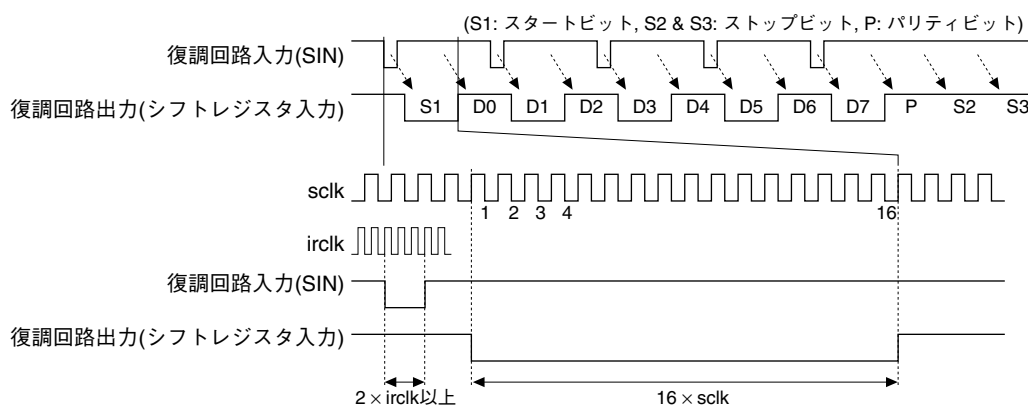 (S1: スタートビット, S2 & S3: ストップビット, P: パリティビット)
復調回路入力(SIN)
復調回路出力(シフトレジスタ入力) S1 D0 D1 D2 D3 D4 D5 D6 D7 P S2 S3
sclk
1 2 3 4 16
irclk
復調回路入力(SIN)
復調回路出力(シフトレジスタ入力)
2 × irclk以上 16 × sclk